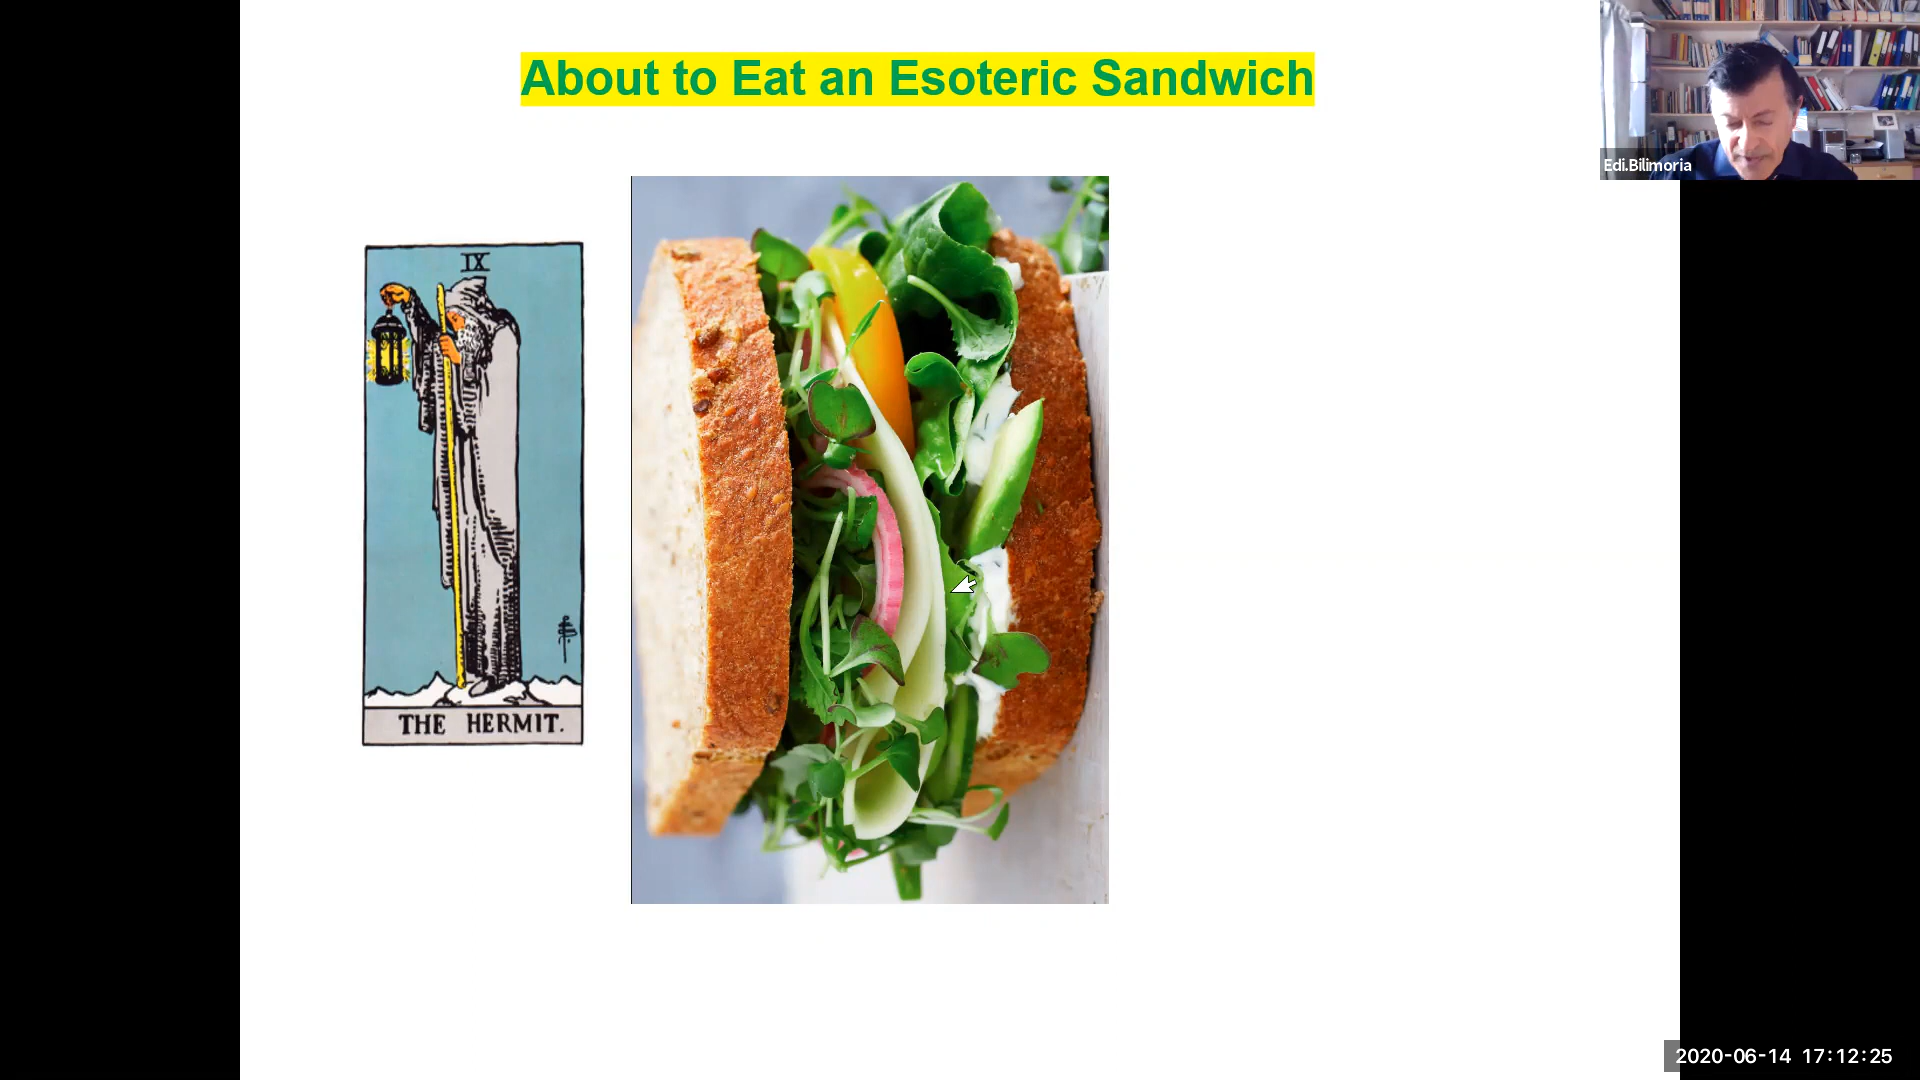 About to Eat an Esoteric Sandwich
Edi.Bilimoria
IX
THE HERMIT.
2020-06-14 17:12:25